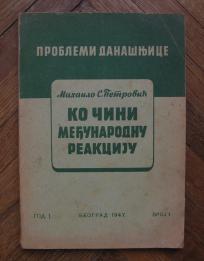 ПРОБЛЕМИ ДАНАШЊИЦЕ
Михаило С. Петровић
КО ЧИНИ
МЕЂУНАРОДНУ
РЕАКЦИЈУ
ГОД. I
БЕОГРАД 1947
БРОЈ 1